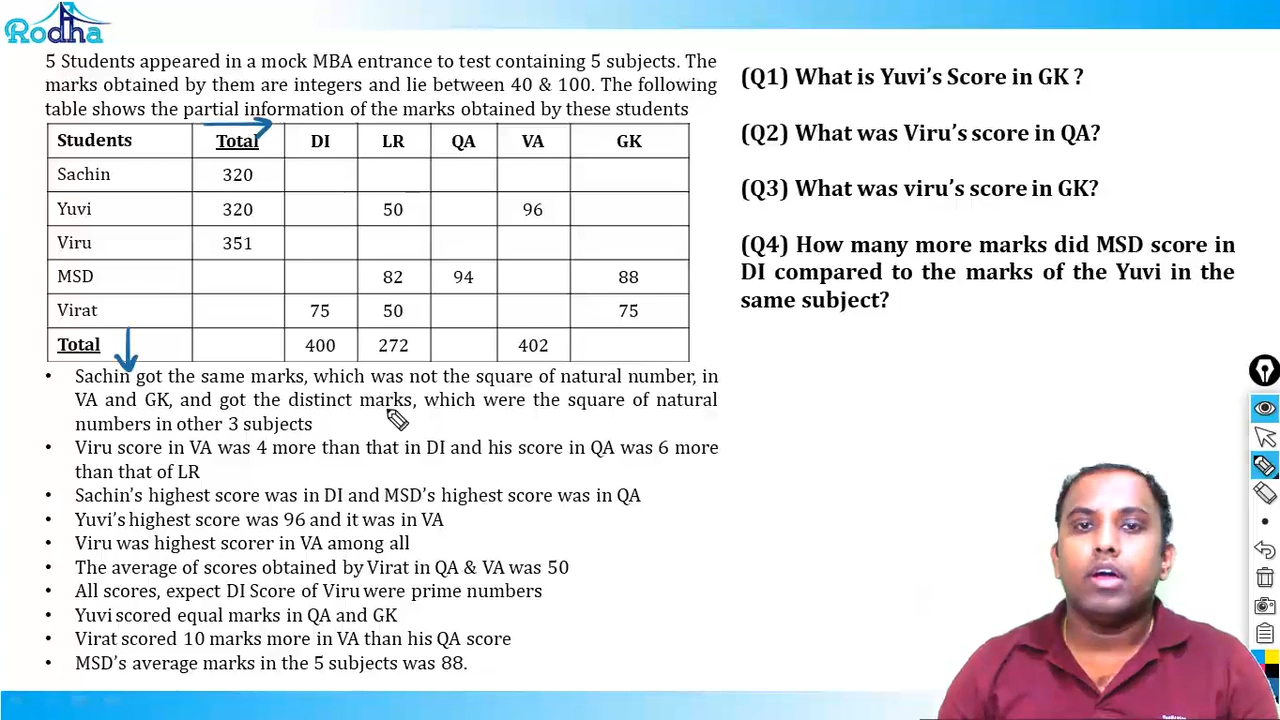 Rodha
5 Students appeared in a mock MBA entrance to test containing 5 subjects. The
marks obtained by them are integers and lie between 40 & 100. The following
table shows the partial information of the marks obtained by these students
Students Total DI LR QA VA GK
Sachin 320
Yuvi 320 50 96
Viru 351
MSD 82 94 88
Virat 75 50 75
Total 400 272 402
• Sachin got the same marks, which was not the square of natural number, in
VA and GK, and got the distinct marks, which were the square of natural
numbers in other 3 subjects
• Viru score in VA was 4 more than that in DI and his score in QA was 6 more
than that of LR
• Sachin's highest score was in DI and MSD's highest score was in QA
• Yuvi's highest score was 96 and it was in VA
• Viru was highest scorer in VA among all
• The average of scores obtained by Virat in QA & VA was 50
• All scores, expect DI Score of Viru were prime numbers
• Yuvi scored equal marks in QA and GK
• Virat scored 10 marks more in VA than his QA score
• MSD's average marks in the 5 subjects was 88.
(Q1) What is Yuvi's Score in GK ?
(Q2) What was Viru's score in QA?
(Q3) What was viru's score in GK?
(Q4) How many more marks did MSD score in
DI compared to the marks of the Yuvi in the
same subject?